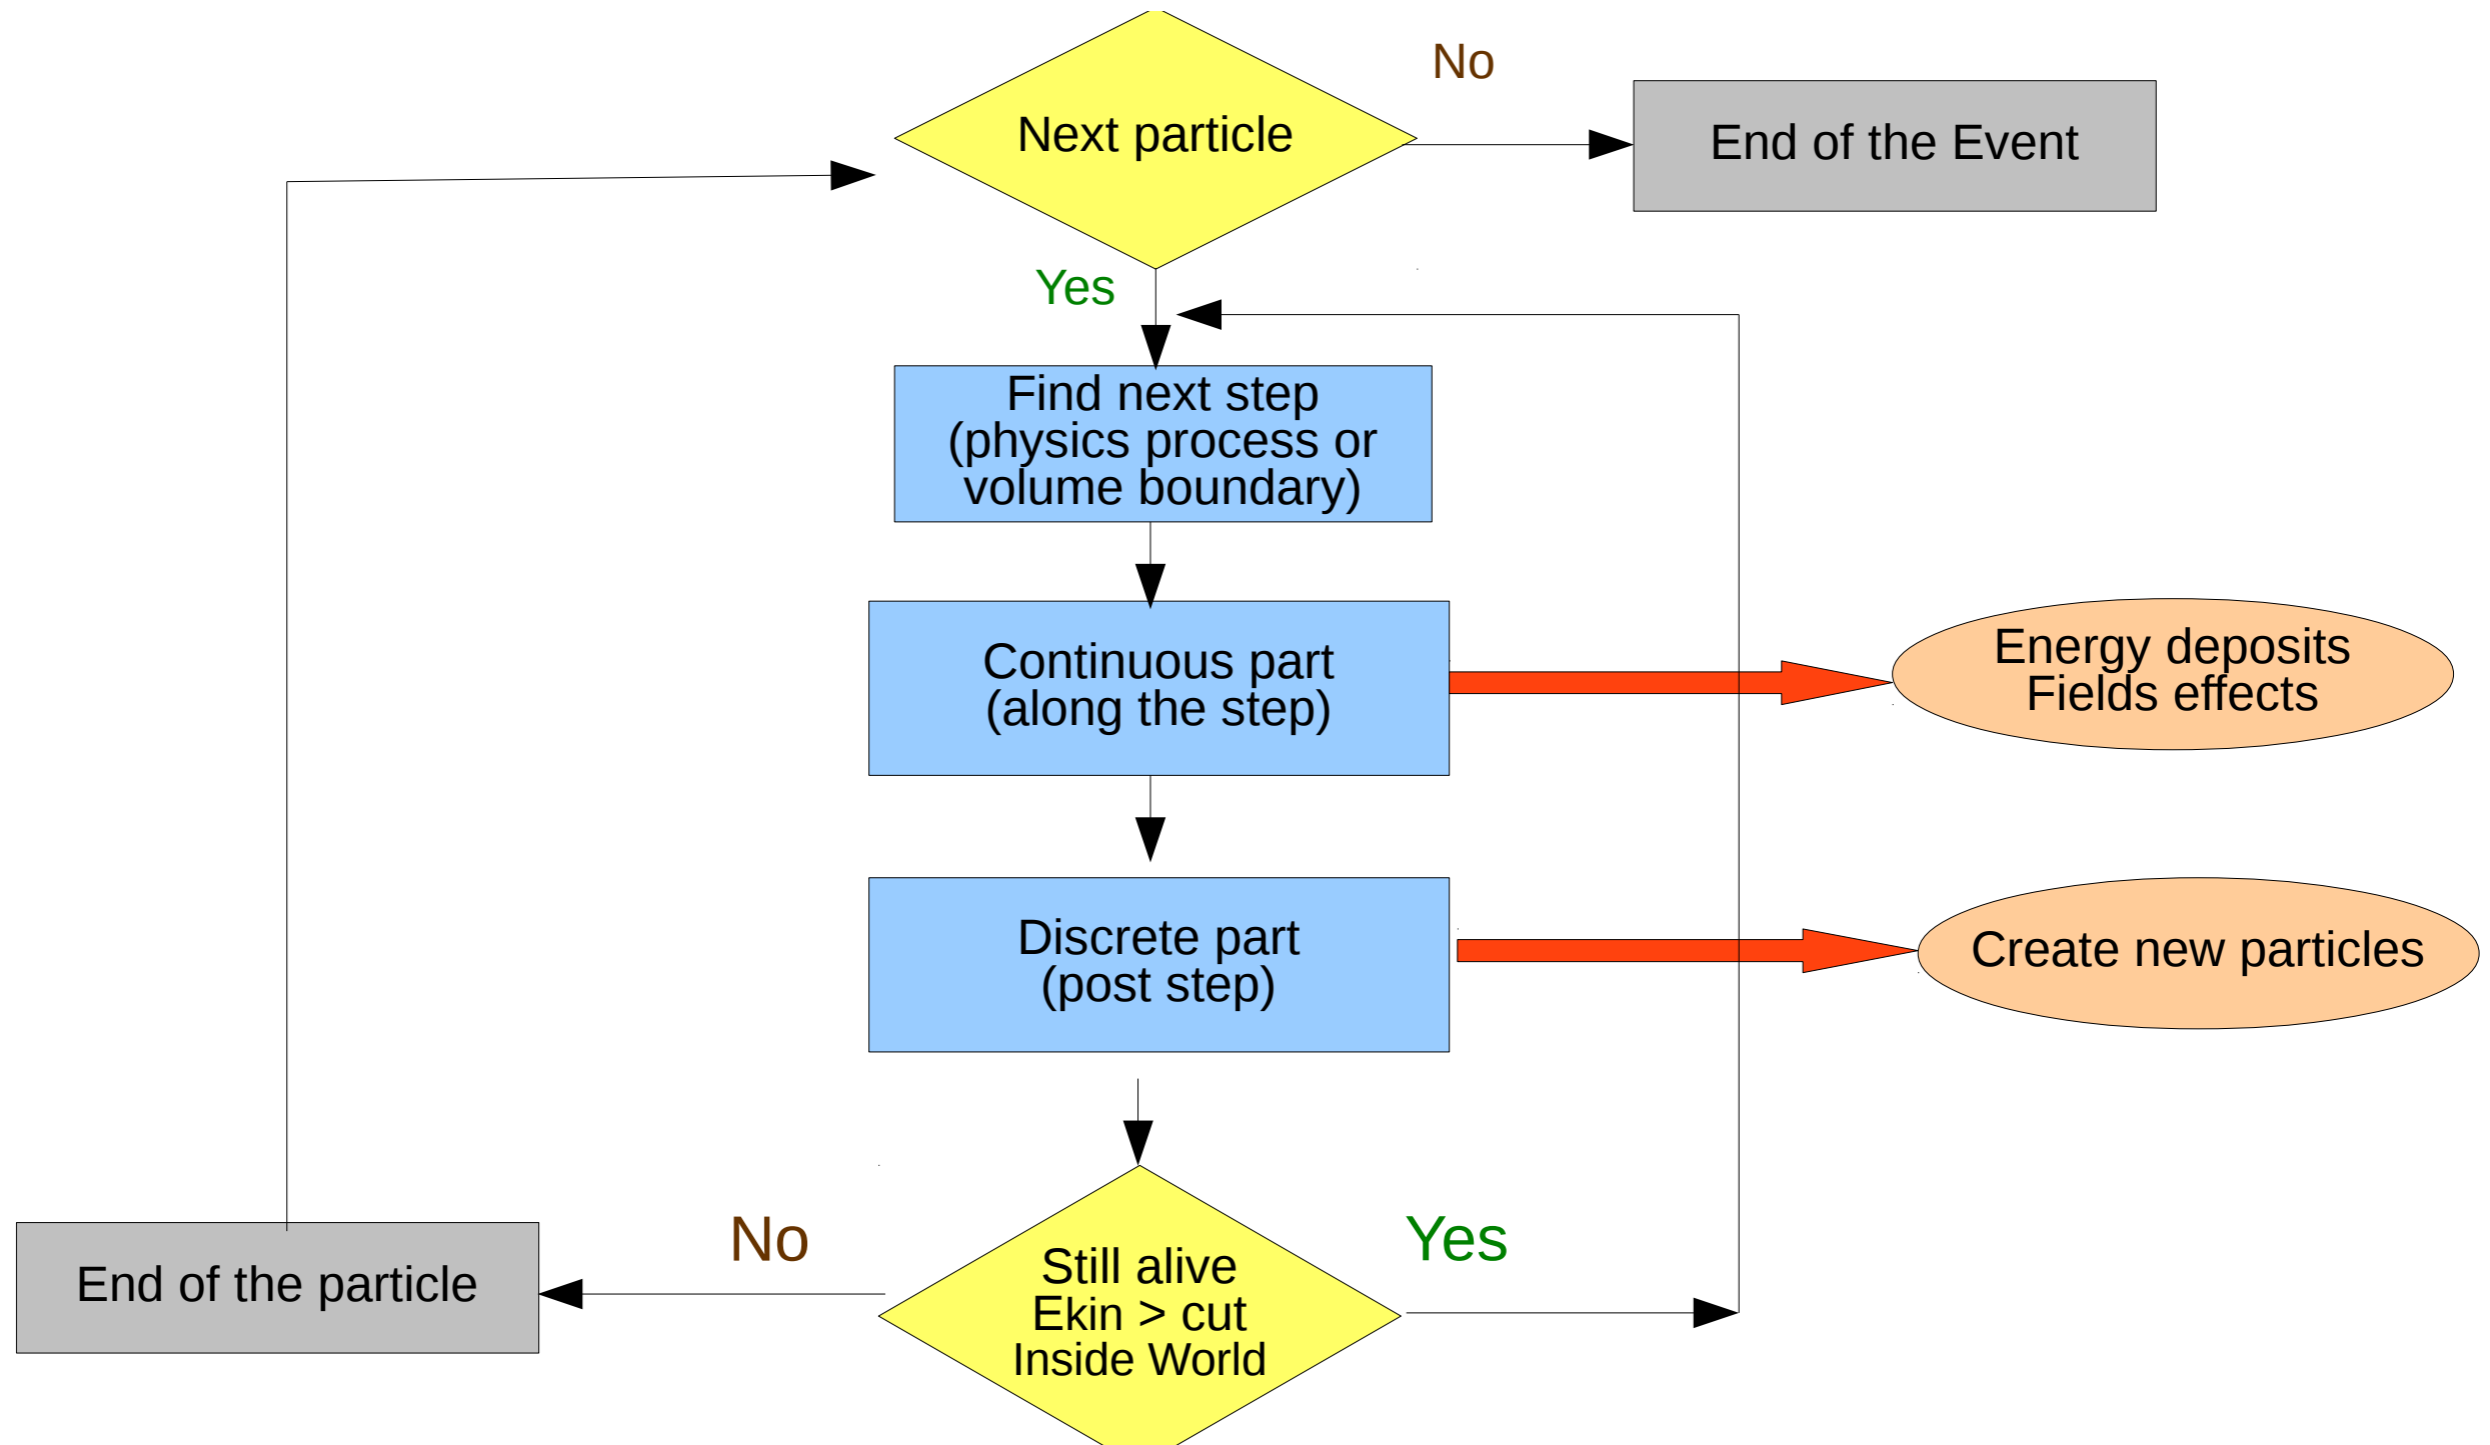 No
Next particle
End of the Event
Yes
Find next step
(physics process or
volume boundary)
Continuous part
(along the step)
Energy deposits
Fields effects
Discrete part
(post step)
Create new particles
No
Yes
Still alive
Ekin > cut
Inside World
End of the particle